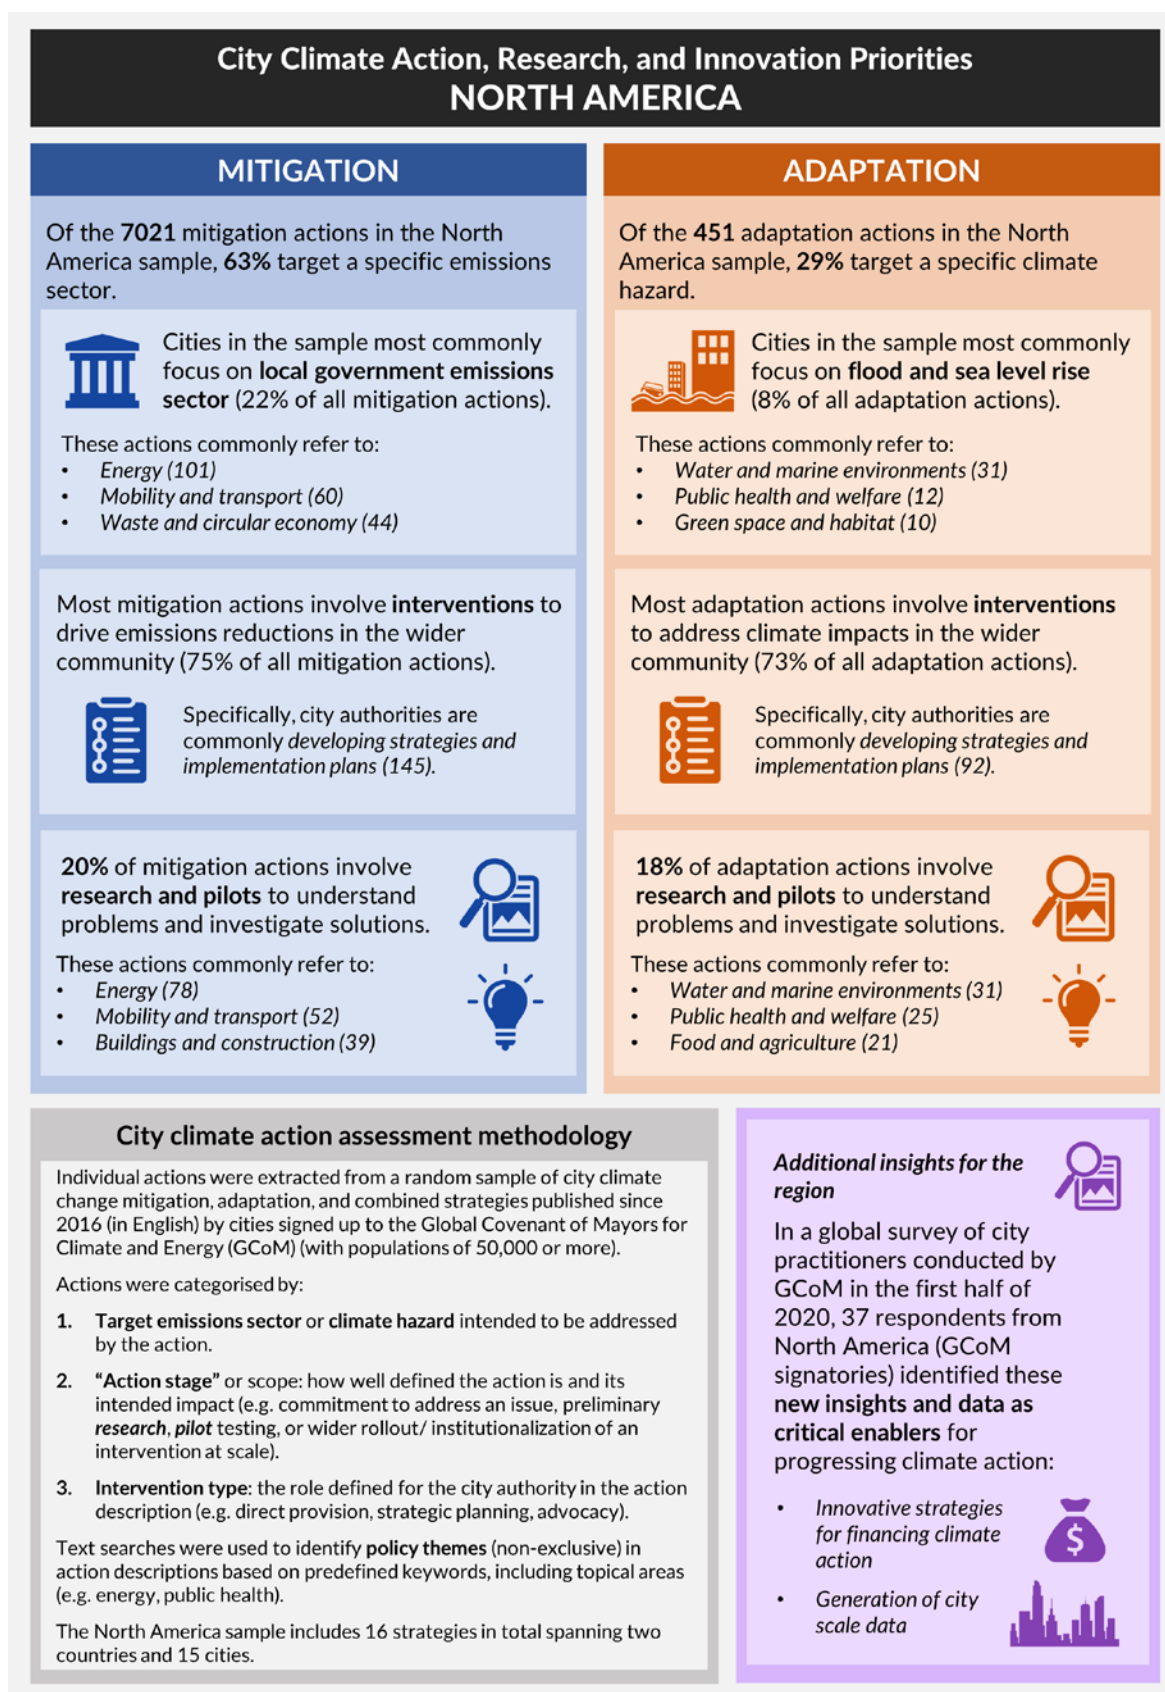 City Climate Action, Research, and Innovation Priorities
NORTH AMERICA
MITIGATION
Of the 7021 mitigation actions in the North
America sample, 63% target a specific emissions
sector.
Cities in the sample most commonly
focus on local government emissions
sector (22% of all mitigation actions).
These actions commonly refer to:
• Energy (101)
• Mobility and transport (60)
• Waste and circular economy (44)
Most mitigation actions involve interventions to
drive emissions reductions in the wider
community (75% of all mitigation actions).
Specifically, city authorities are
commonly developing strategies and
implementation plans (145).
20% of mitigation actions involve
research and pilots to understand
problems and investigate solutions.
These actions commonly refer to:
• Energy (78)
• Mobility and transport (52)
• Buildings and construction (39)
ADAPTATION
Of the 451 adaptation actions in the North
America sample, 29% target a specific climate
hazard.
Cities in the sample most commonly
focus on flood and sea level rise
(8% of all adaptation actions).
These actions commonly refer to:
• Water and marine environments (31)
• Public health and welfare (12)
• Green space and habitat (10)
Most adaptation actions involve interventions
to address climate impacts in the wider
community (73% of all adaptation actions).
Specifically, city authorities are
commonly developing strategies and
implementation plans (92).
18% of adaptation actions involve
research and pilots to understand
problems and investigate solutions.
These actions commonly refer to:
• Water and marine environments (31)
• Public health and welfare (25)
• Food and agriculture (21)
City climate action assessment methodology
Individual actions were extracted from a random sample of city climate
change mitigation, adaptation, and combined strategies published since
2016 (in English) by cities signed up to the Global Covenant of Mayors for
Climate and Energy (GCoM) (with populations of 50,000 or more).
Actions were categorised by:
1. Target emissions sector or climate hazard intended to be addressed
by the action.
2. “Action stage” or scope: how well defined the action is and its
intended impact (e.g. commitment to address an issue, preliminary
research, pilot testing, or wider rollout/ institutionalization of an
intervention at scale).
3. Intervention type: the role defined for the city authority in the action
description (e.g. direct provision, strategic planning, advocacy).
Text searches were used to identify policy themes (non-exclusive) in
action descriptions based on predefined keywords, including topical areas
(e.g. energy, public health).
The North America sample includes 16 strategies in total spanning two
countries and 15 cities.
Additional insights for the
region
In a global survey of city
practitioners conducted by
GCoM in the first half of
2020, 37 respondents from
North America (GCoM
signatories) identified these
new insights and data as
critical enablers for
progressing climate action:
• Innovative strategies
for financing climate
action
$
• Generation of city
scale data